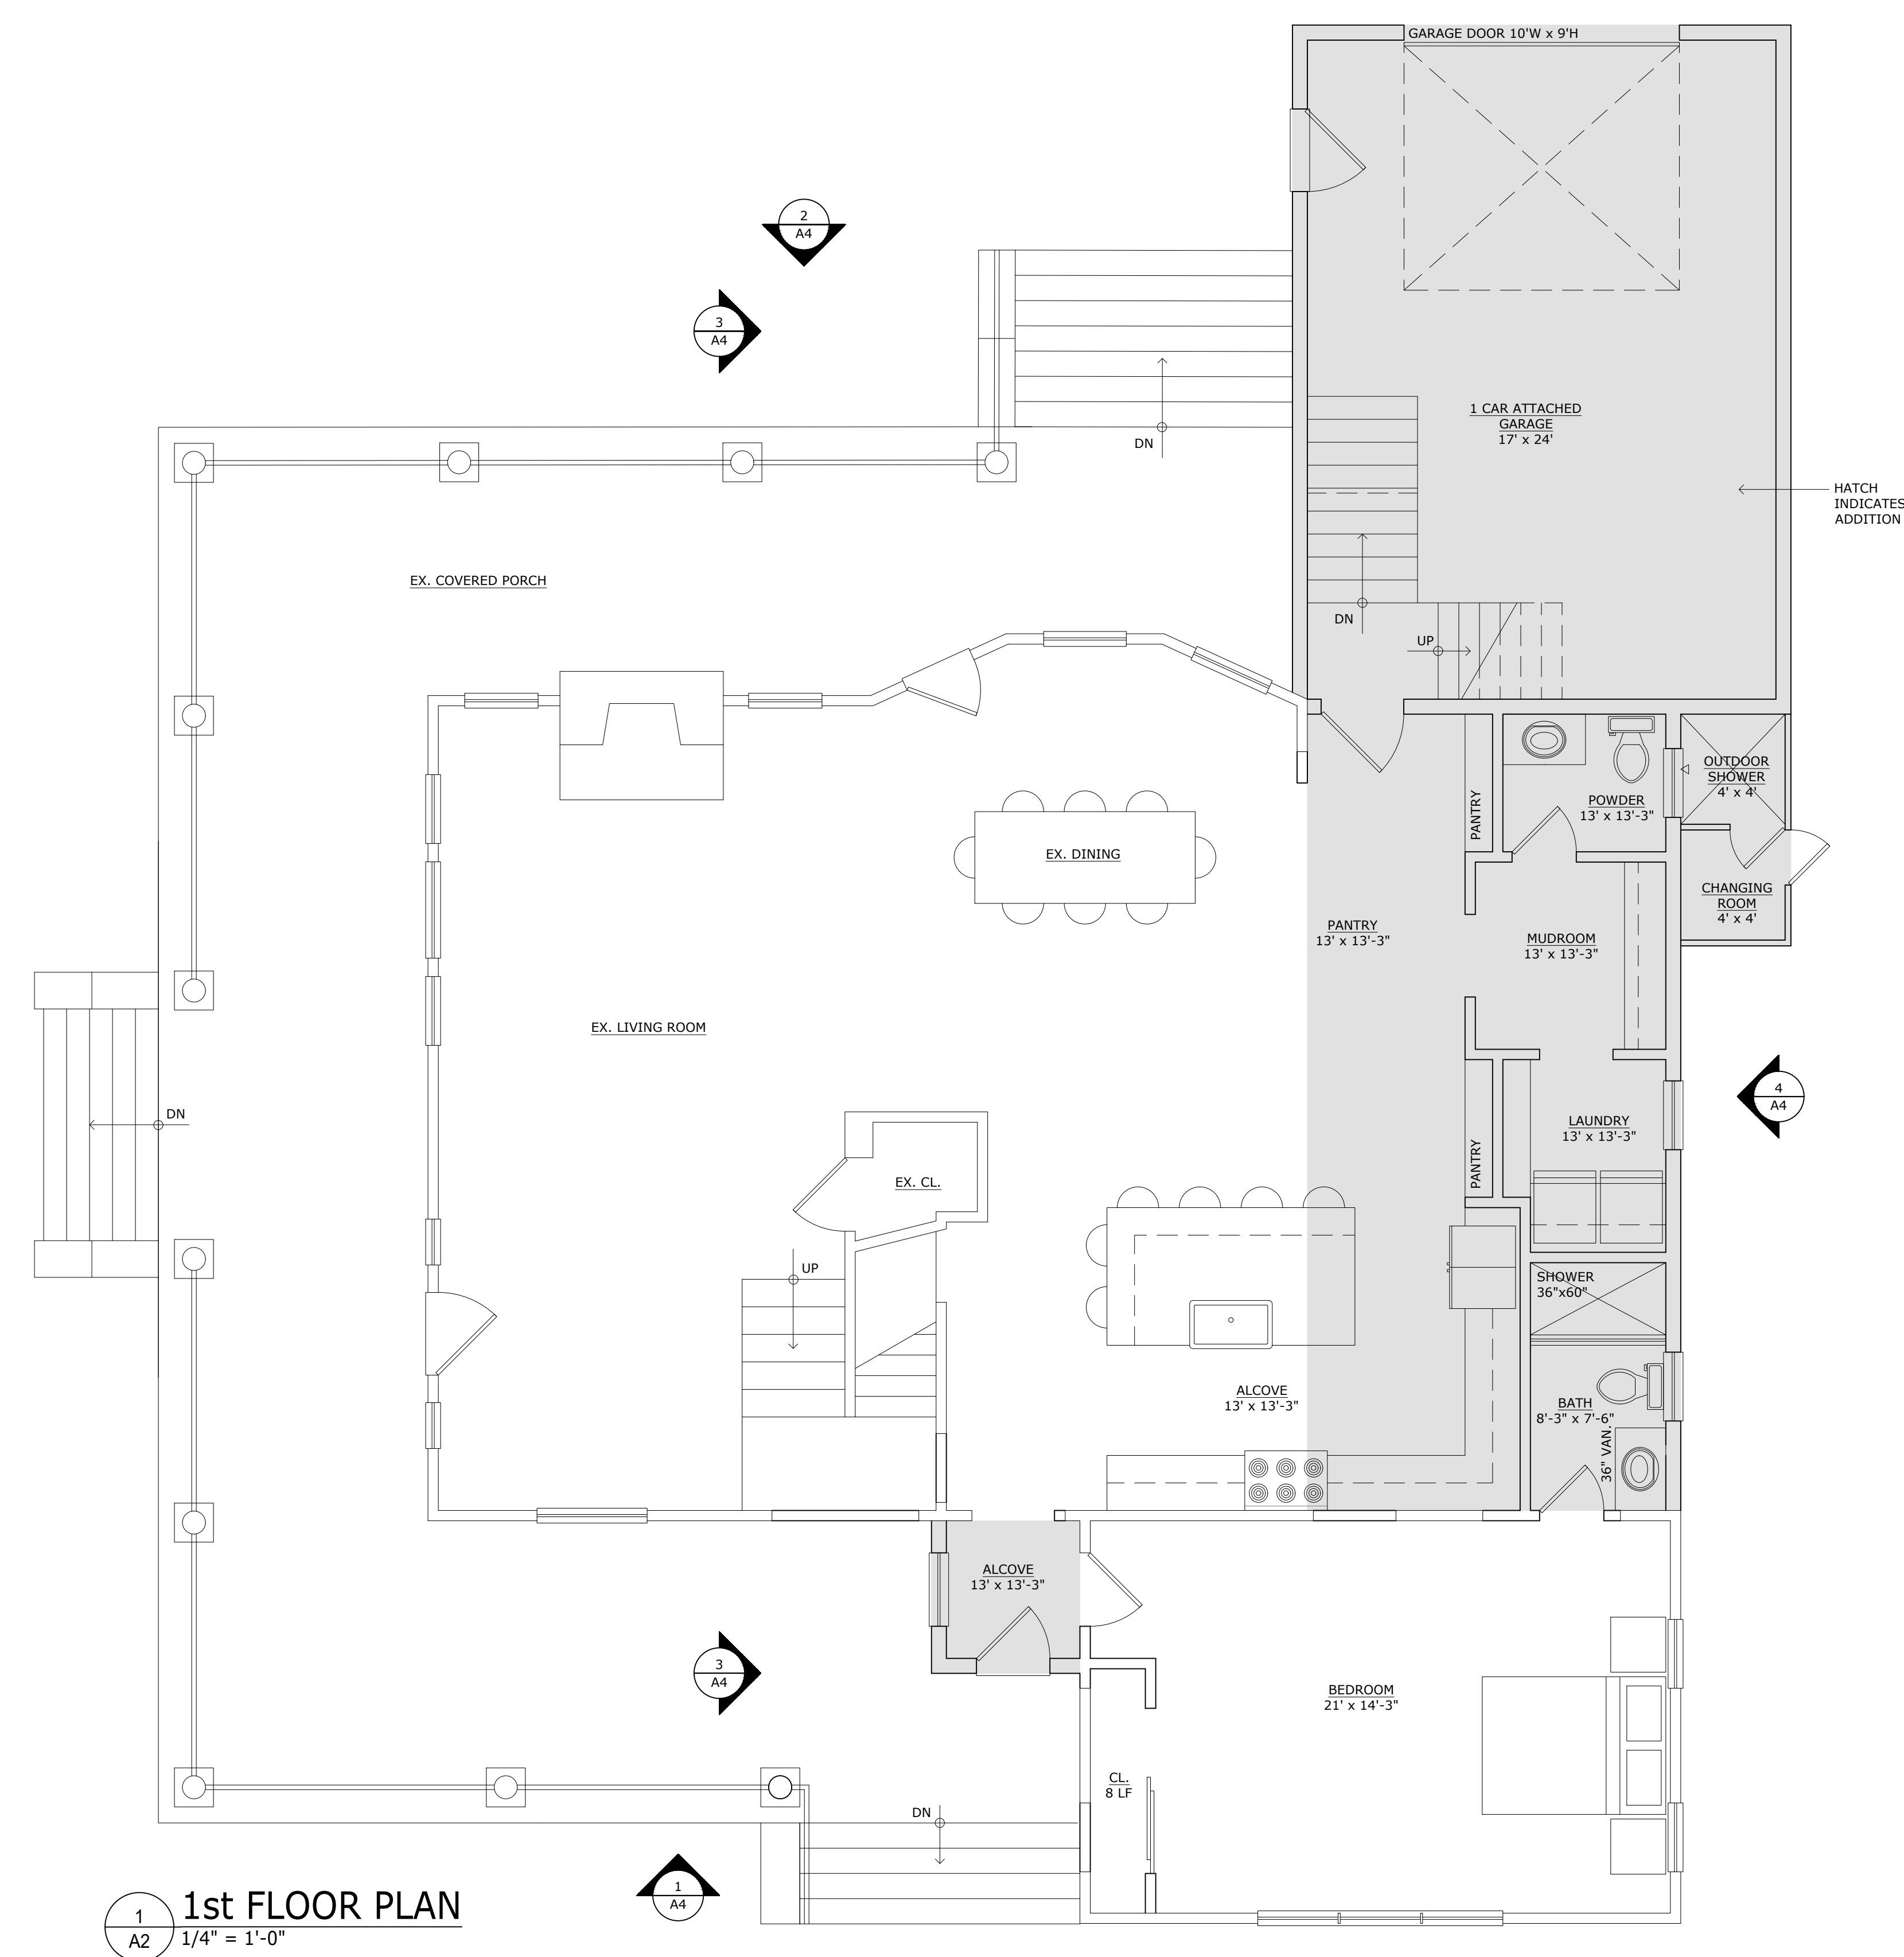 GARAGE DOOR 10'W x 9'H
2
A4
3
A4
1 CAR ATTACHED
GARAGE
17' x 24'
DN
HATCH
INDICATES
ADDITION
EX. COVERED PORCH
DN
UP
OUTDOOR
SHOWER
4' x 4'
POWDER
13' x 13'-3"
PANTRY
EX. DINING
CHANGING
ROOM
4' x 4'
PANTRY
13' x 13'-3"
MUDROOM
13' x 13'-3"
EX. LIVING ROOM
4
A4
DN
LAUNDRY
13' x 13'-3"
PANTRY
EX. CL.
UP
SHOWER
36"x60"
ALCOVE
13' x 13'-3"
BATH
8'-3" x 7'-6"
36" VAN.
ALCOVE
13' x 13'-3"
3
A4
BEDROOM
21' x 14'-3"
CL.
8 LF
DN
1
A4
1
A2
1st FLOOR PLAN
1/4" = 1'-0"